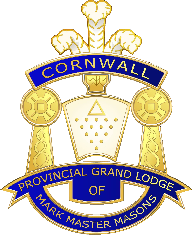 CORNWALL
PROVINCIAL GRAND LODGE
OF
MARK MASTER MASONS